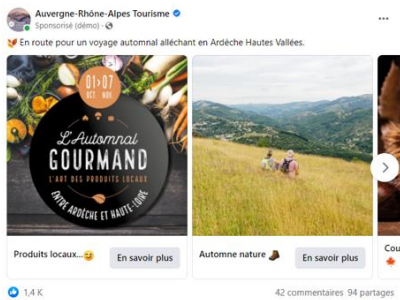 Auvergne-Rhône-Alpes Tourisme
Sponsorisé (démo) ·
🍂 En route pour un voyage automnal alléchant en Ardèche Hautes Vallées.
01>07
OCT NOV
L'Automnal
GOURMAND
L'ART DES PRODUITS LOCAUX
ENTRE ARDÈCHE ET HAUTE-LOIRE
Produits locaux...😋
En savoir plus
Automne nature 🥾
En savoir plus
Cou
🍁
1,4 K
42 commentaires 94 partages